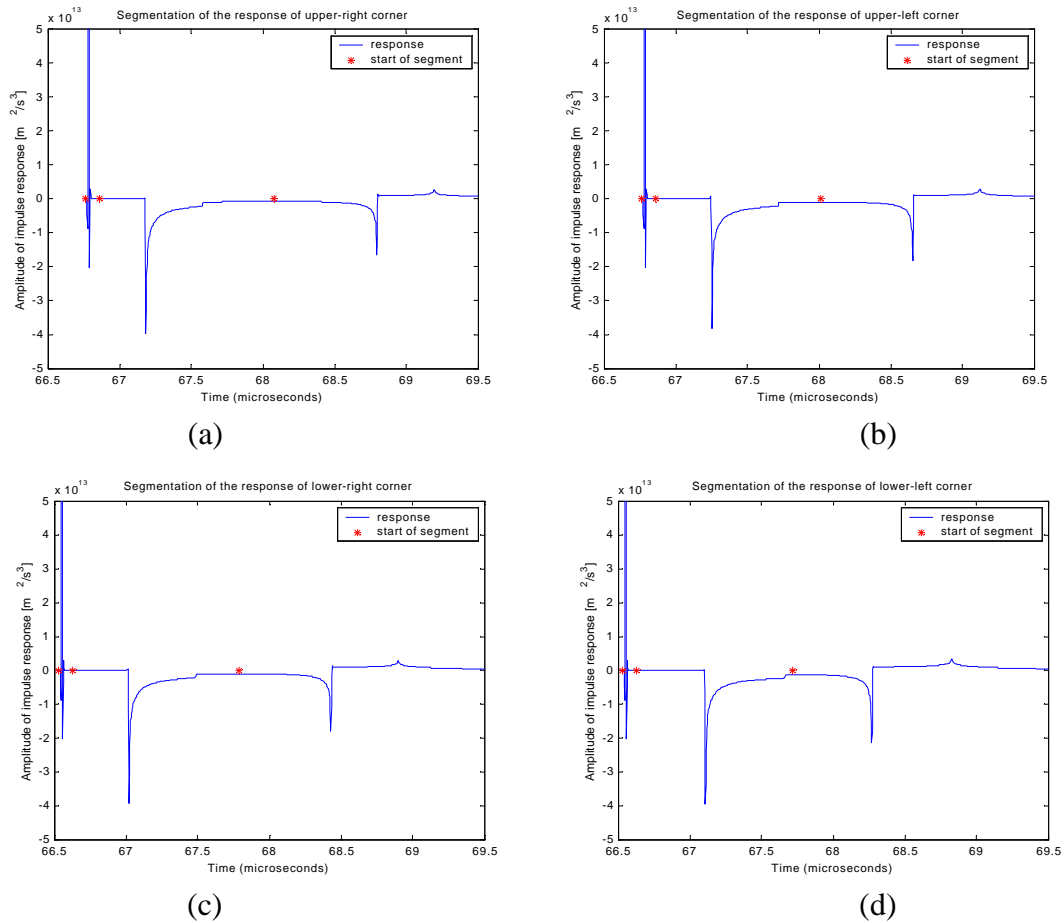 Segmentation of the response of upper-right corner
x 10^13
response
start of segment
Amplitude of impulse response [m^2/s^3]
5
4
3
2
1
0
-1
-2
-3
-4
-5
66.5 67 67.5 68 68.5 69 69.5
Time (microseconds)
(a)
Segmentation of the response of upper-left corner
x 10^13
response
start of segment
Amplitude of impulse response [m^2/s^3]
5
4
3
2
1
0
-1
-2
-3
-4
-5
66.5 67 67.5 68 68.5 69 69.5
Time (microseconds)
(b)
Segmentation of the response of lower-right corner
x 10^13
response
start of segment
Amplitude of impulse response [m^2/s^3]
5
4
3
2
1
0
-1
-2
-3
-4
-5
66.5 67 67.5 68 68.5 69 69.5
Time (microseconds)
(c)
Segmentation of the response of lower-left corner
x 10^13
response
start of segment
Amplitude of impulse response [m^2/s^3]
5
4
3
2
1
0
-1
-2
-3
-4
-5
66.5 67 67.5 68 68.5 69 69.5
Time (microseconds)
(d)